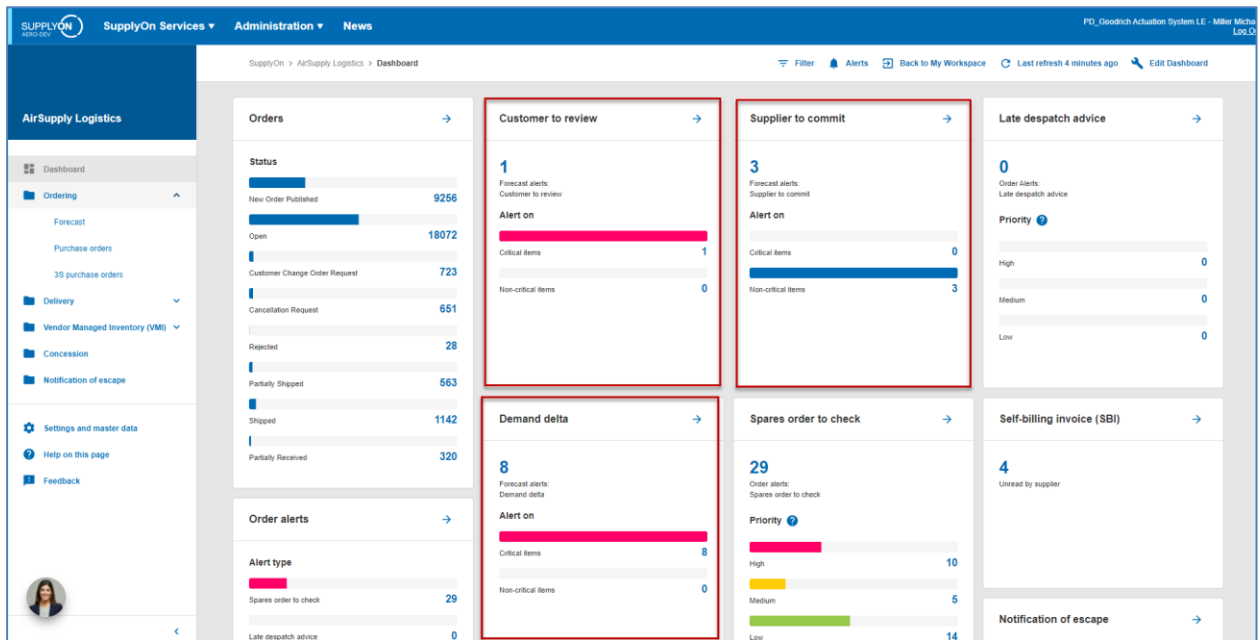 SUPPLYON
AERO-DEV
SupplyOn Services
Administration
News
PD_Goodrich Actuation System LE - Miller Micha
Log O
AirSupply Logistics
Dashboard
Ordering
Forecast
Purchase orders
3S purchase orders
Delivery
Vendor Managed Inventory (VMI)
Concession
Notification of escape
Settings and master data
Help on this page
Feedback
SupplyOn > AirSupply Logistics > Dashboard
Filter
Alerts
Back to My Workspace
Last refresh 4 minutes ago
Edit Dashboard
Orders
Status
New Order Published 9256
Open 18072
Customer Change Order Request 723
Cancellation Request 651
Rejected 28
Partially Shipped 563
Shipped 1142
Partially Received 320
Order alerts
Alert type
Spares order to check 29
Late despatch advice 0
Customer to review
1
Forecast alerts:
Customer to review
Alert on
Critical items 1
Non-critical items 0
Demand delta
8
Forecast alerts:
Demand delta
Alert on
Critical items 8
Non-critical items 0
Supplier to commit
3
Forecast alerts:
Supplier to commit
Alert on
Critical items 0
Non-critical items 3
Spares order to check
29
Order alerts:
Spares order to check
Priority
High 10
Medium 5
Low 14
Late despatch advice
0
Order Alerts:
Late despatch advice
Priority
High 0
Medium 0
Low 0
Self-billing invoice (SBI)
4
Unread by supplier
Notification of escape